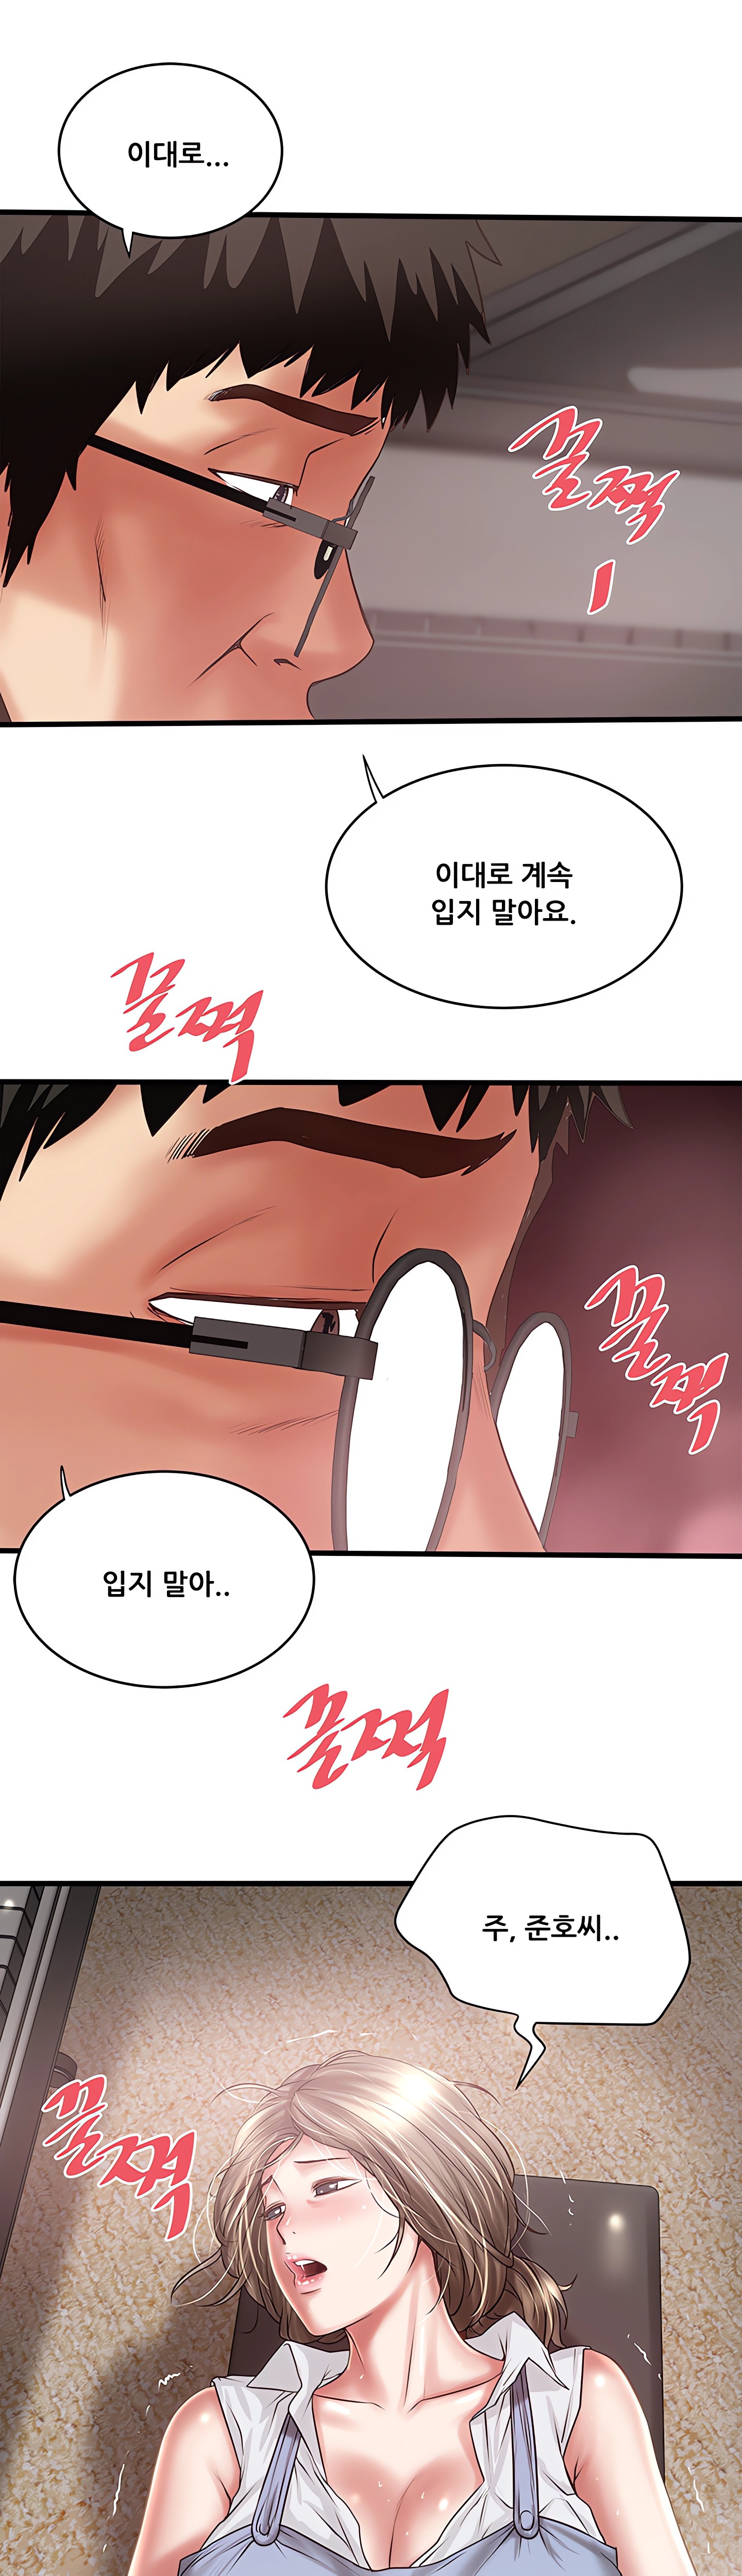 이대로...
끌쩍
이대로 계속
입지 말아요.
끌쩍
끌쩍
입지 말아..
끌쩍
주, 준호씨..
끌쩍